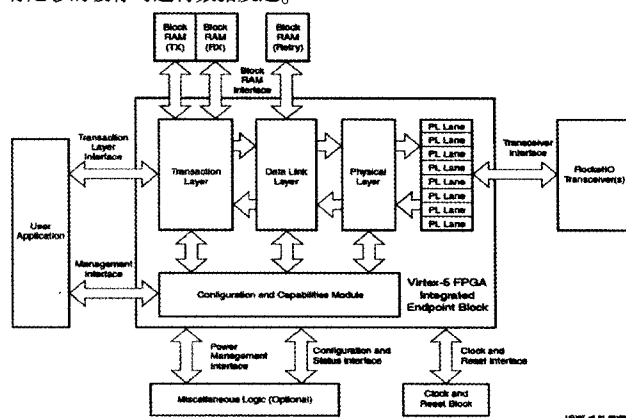 Block
RAM
(TX)
Block
RAM
(RX)
Block
RAM
(Retry)
Block
RAM
Interface
Transaction
Layer
Interface
Transaction
Layer
Data Link
Layer
Physical
Layer
PL Lane
PL Lane
PL Lane
PL Lane
PL Lane
PL Lane
PL Lane
PL Lane
Transceiver
Interface
RocketIO
Transceiver(s)
User
Application
Management
Interface
Configuration and Capabilities Module
Virtex-5 FPGA
Integrated
Endpoint Block
Power
Management
Interface
Configuration and
Status Interface
Clock and
Reset Interface
Miscellaneous Logic (Optional)
Clock and
Reset Block